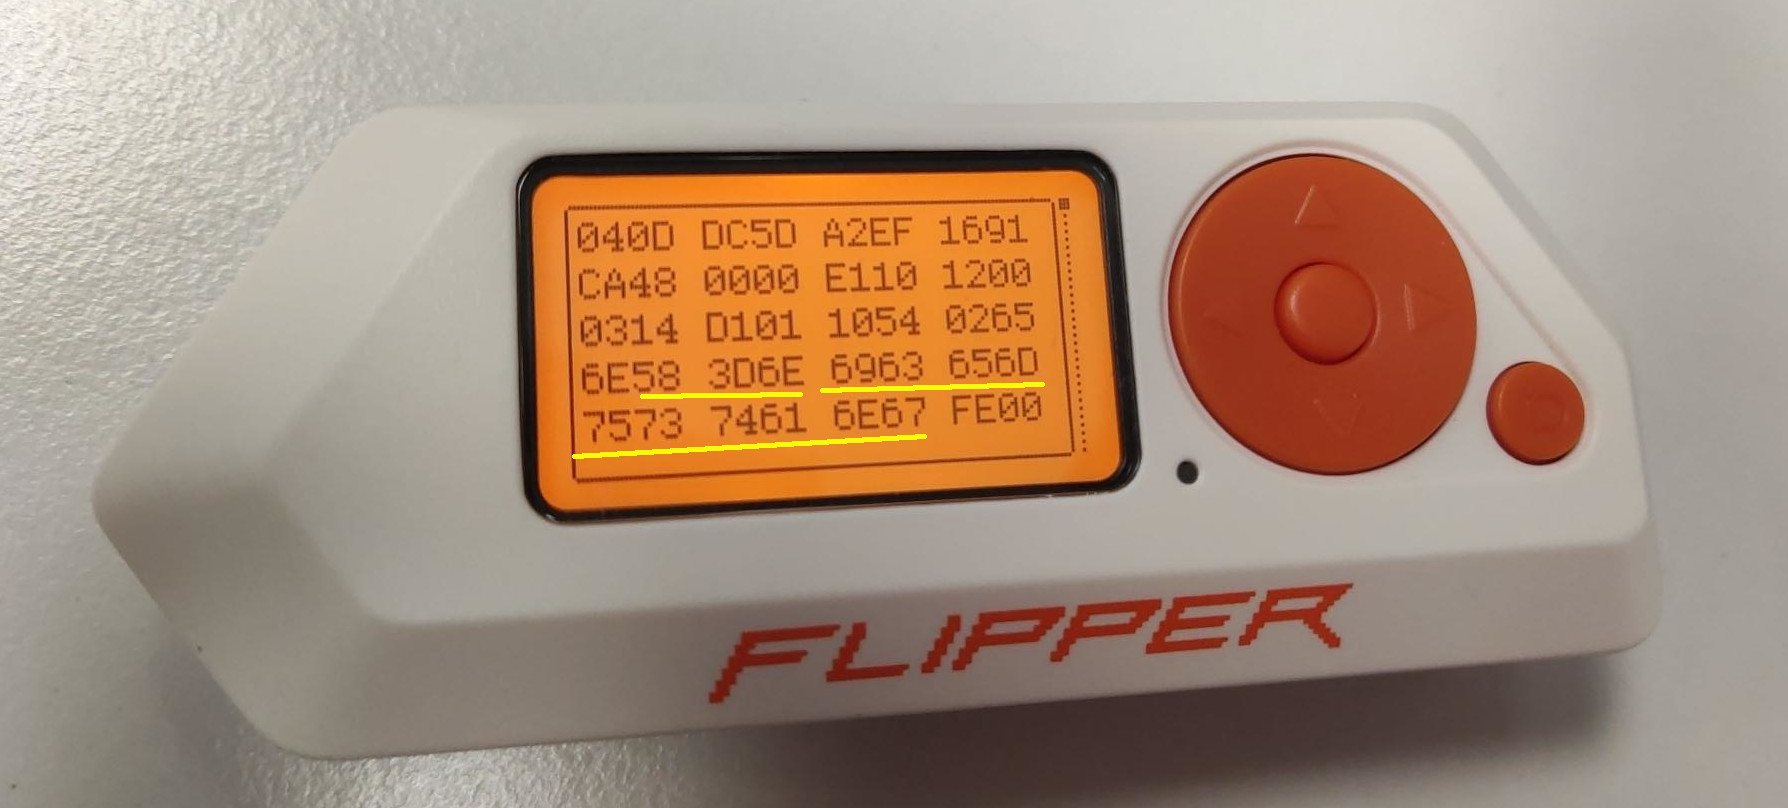 040D DC5D A2EF 1691
CA48 0000 E110 1200
0314 D101 1054 0265
6E58 3D6E 6963 656D
7573 7461 6E67 FE00
FLIPPER